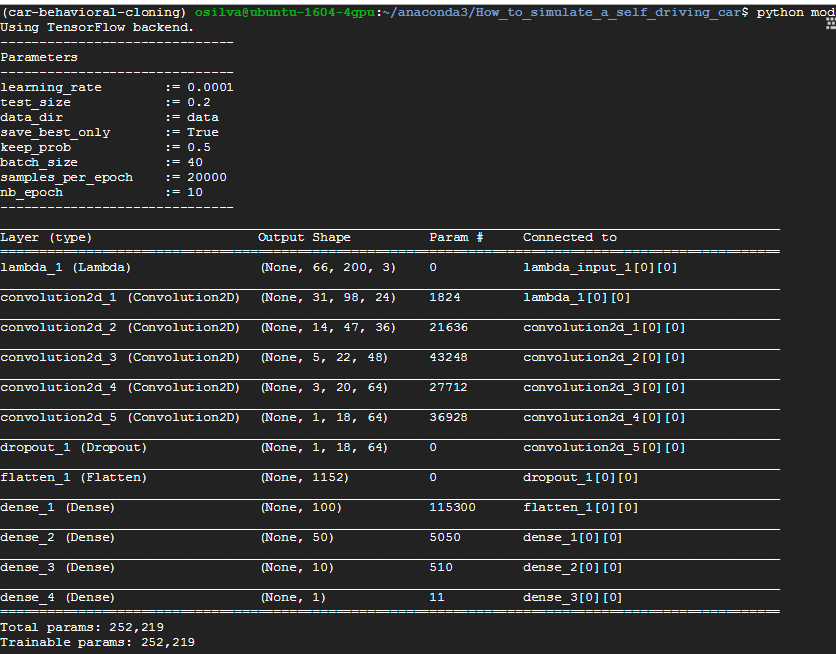 (car-behavioral-cloning) osilva@ubuntu-1604-4gpu:~/anaconda3/How_to_simulate_a_self_driving_car$ python mod
Using TensorFlow backend.
------------------------------
Parameters
------------------------------
learning_rate := 0.0001
test_size := 0.2
data_dir := data
save_best_only := True
keep_prob := 0.5
batch_size := 40
samples_per_epoch := 20000
nb_epoch := 10
------------------------------
Layer (type) Output Shape Param # Connected to
lambda_1 (Lambda) (None, 66, 200, 3) 0 lambda_input_1[0][0]
convolution2d_1 (Convolution2D) (None, 31, 98, 24) 1824 lambda_1[0][0]
convolution2d_2 (Convolution2D) (None, 14, 47, 36) 21636 convolution2d_1[0][0]
convolution2d_3 (Convolution2D) (None, 5, 22, 48) 43248 convolution2d_2[0][0]
convolution2d_4 (Convolution2D) (None, 3, 20, 64) 27712 convolution2d_3[0][0]
convolution2d_5 (Convolution2D) (None, 1, 18, 64) 36928 convolution2d_4[0][0]
dropout_1 (Dropout) (None, 1, 18, 64) 0 convolution2d_5[0][0]
flatten_1 (Flatten) (None, 1152) 0 dropout_1[0][0]
dense_1 (Dense) (None, 100) 115300 flatten_1[0][0]
dense_2 (Dense) (None, 50) 5050 dense_1[0][0]
dense_3 (Dense) (None, 10) 510 dense_2[0][0]
dense_4 (Dense) (None, 1) 11 dense_3[0][0]
Total params: 252,219
Trainable params: 252,219